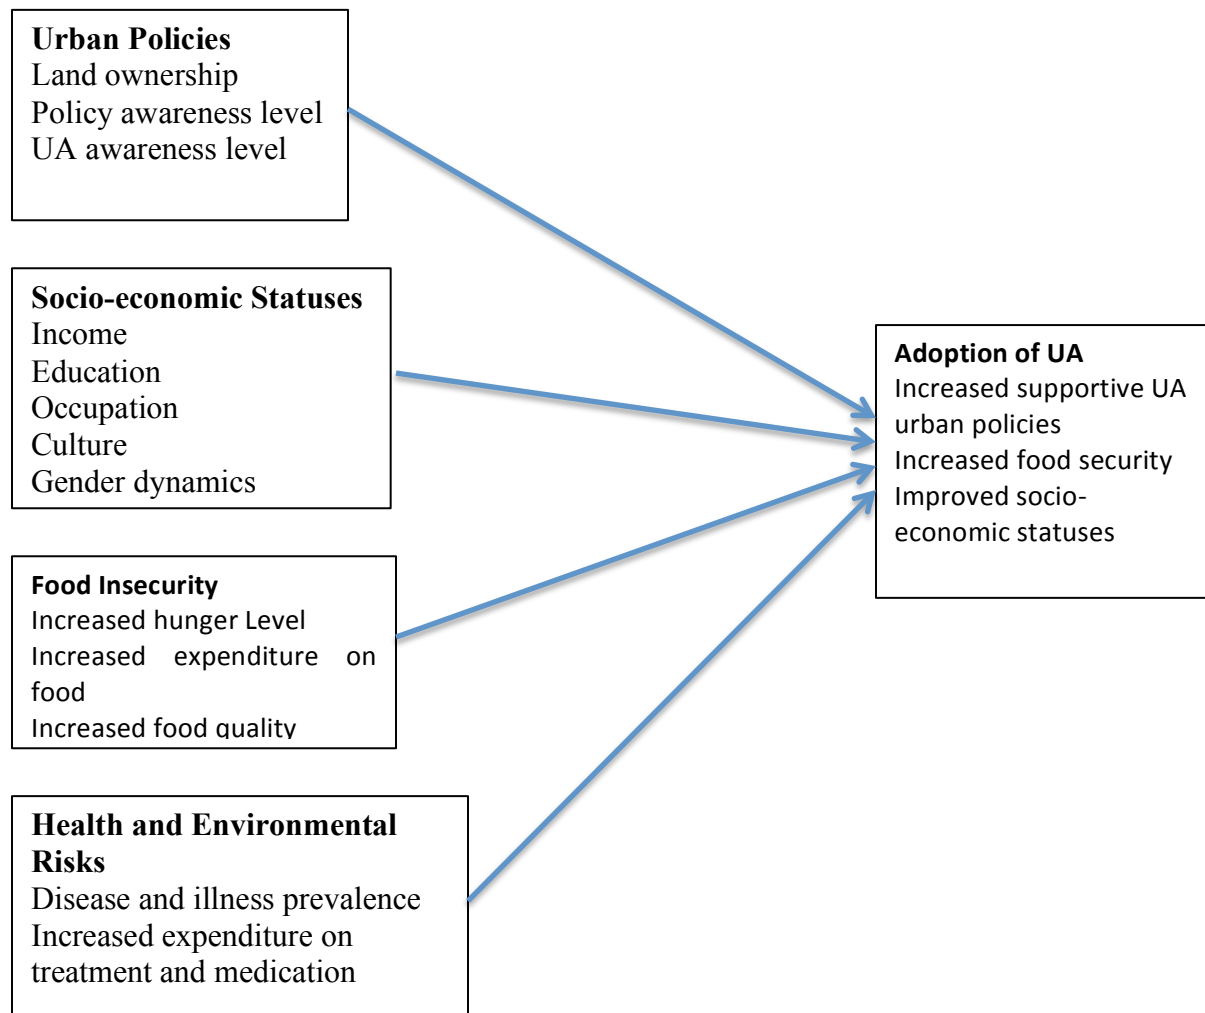 Urban Policies
Land ownership
Policy awareness level
UA awareness level
Socio-economic Statuses
Income
Education
Occupation
Culture
Gender dynamics
Adoption of UA
Increased supportive UA
urban policies
Increased food security
Improved socio-
economic statuses
Food Insecurity
Increased hunger Level
Increased expenditure on
food
Increased food quality
Health and Environmental
Risks
Disease and illness prevalence
Increased expenditure on
treatment and medication